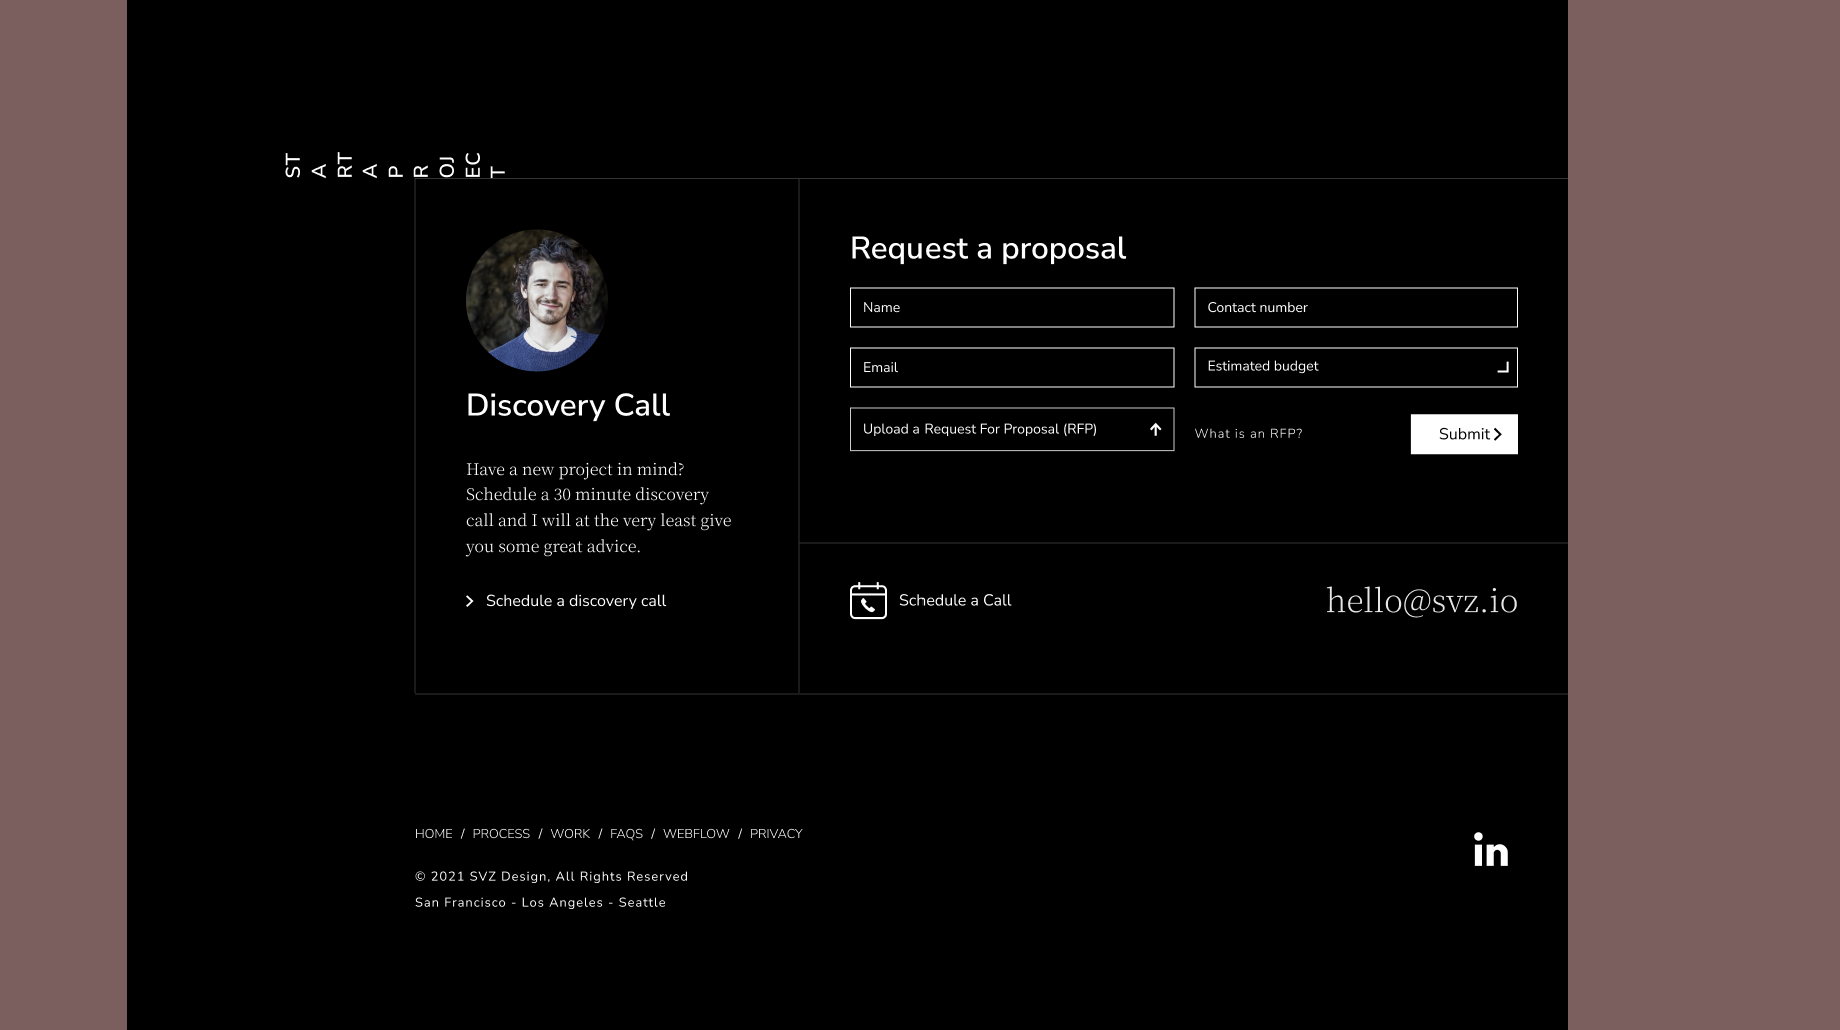 START A PROJECT
Discovery Call
Have a new project in mind?
Schedule a 30 minute discovery
call and I will at the very least give
you some great advice.
Schedule a discovery call
Request a proposal
Name
Contact number
Email
Estimated budget
Upload a Request For Proposal (RFP)
What is an RFP?
Submit
Schedule a Call
hello@svz.io
HOME / PROCESS / WORK / FAQS / WEBFLOW / PRIVACY
© 2021 SVZ Design, All Rights Reserved
San Francisco - Los Angeles - Seattle
in